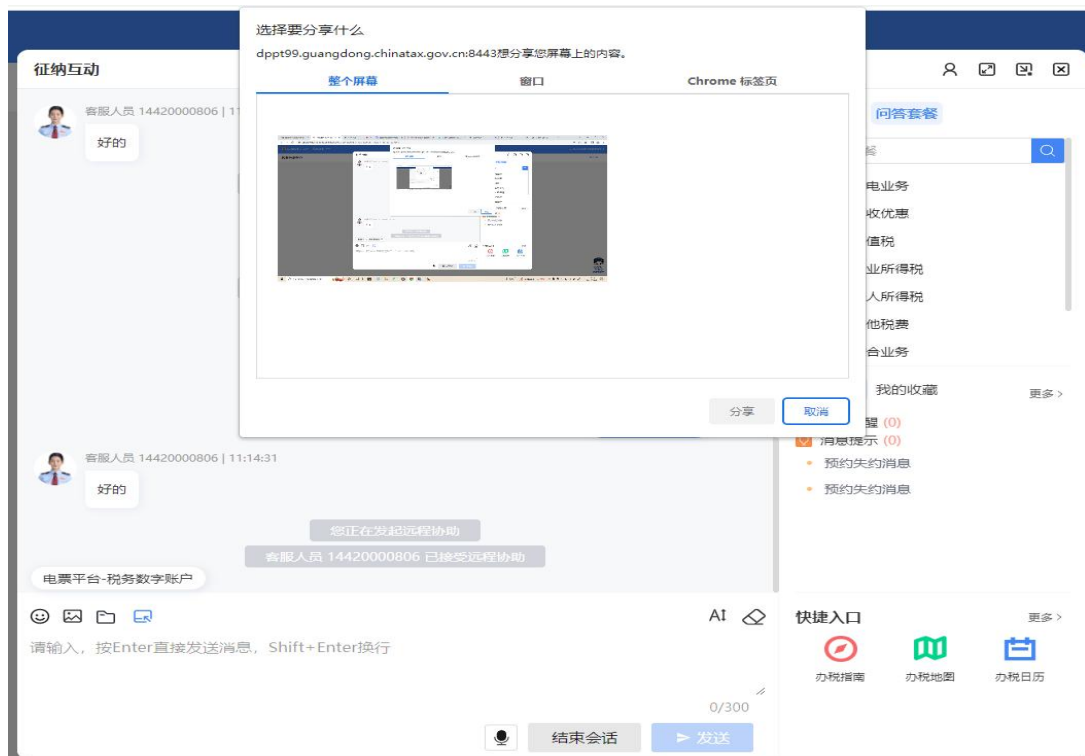 选择要分享什么
dppt99.guangdong.chinatax.gov.cn:8443想分享您屏幕上的内容。
整个屏幕 窗口 Chrome 标签页
分享 取消
征纳互动
客服人员 14420000806 | 11
好的
客服人员 14420000806 | 11:14:31
好的
您正在发起远程协助
客服人员 14420000806 已接受远程协助
电票平台-税务数字账户
请输入，按Enter直接发送消息，Shift+Enter换行
0/300
结束会话 发送
问答套餐
电业务
收优惠
值税
业所得税
人所得税
他税费
合业务
我的收藏 更多 >
醒 (0)
消息提示 (0)
预约失约消息
预约失约消息
快捷入口 更多 >
办税指南 办税地图 办税日历